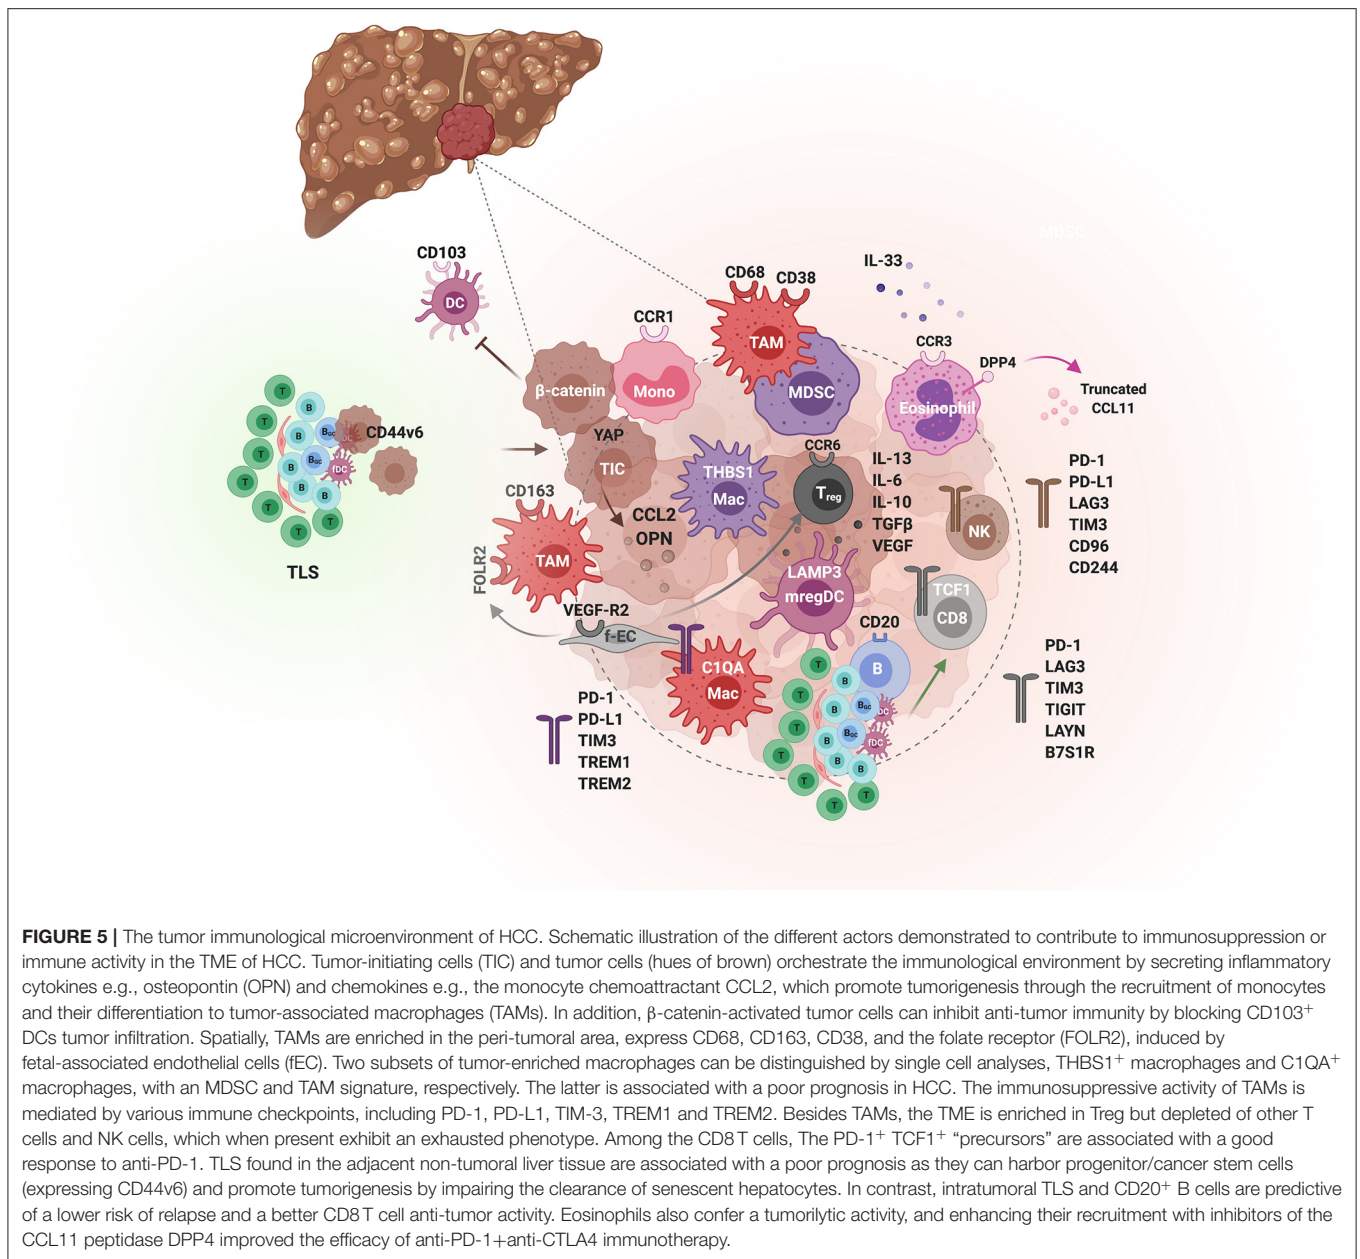 MDSC
CD103
DC
IL-33
CD68
CD38
TAM
CCR1
Mono
β-catenin
MDSC
CCR3
DPP4
Eosinophil
Truncated
CCL11
T
T
T
T
T
T
T
B
B
B
B
B
BGC
BGC
DC
fDC
CD44v6
TLS
YAP
TIC
THBS1
Mac
CCR6
Treg
IL-13
IL-6
IL-10
TGFβ
VEGF
NK
PD-1
PD-L1
LAG3
TIM3
CD96
CD244
CD163
TAM
FOLR2
CCL2
OPN
LAMP3
mregDC
TCF1
CD8
VEGF-R2
f-EC
C1QA
Mac
CD20
B
T
T
T
T
T
T
T
B
B
B
B
B
BGC
BGC
DC
fDC
PD-1
LAG3
TIM3
TIGIT
LAYN
B7S1R
PD-1
PD-L1
TIM3
TREM1
TREM2
FIGURE 5 | The tumor immunological microenvironment of HCC. Schematic illustration of the different actors demonstrated to contribute to immunosuppression or
immune activity in the TME of HCC. Tumor-initiating cells (TIC) and tumor cells (hues of brown) orchestrate the immunological environment by secreting inflammatory
cytokines e.g., osteopontin (OPN) and chemokines e.g., the monocyte chemoattractant CCL2, which promote tumorigenesis through the recruitment of monocytes
and their differentiation to tumor-associated macrophages (TAMs). In addition, β-catenin-activated tumor cells can inhibit anti-tumor immunity by blocking CD103+
DCs tumor infiltration. Spatially, TAMs are enriched in the peri-tumoral area, express CD68, CD163, CD38, and the folate receptor (FOLR2), induced by
fetal-associated endothelial cells (fEC). Two subsets of tumor-enriched macrophages can be distinguished by single cell analyses, THBS1+ macrophages and C1QA+
macrophages, with an MDSC and TAM signature, respectively. The latter is associated with a poor prognosis in HCC. The immunosuppressive activity of TAMs is
mediated by various immune checkpoints, including PD-1, PD-L1, TIM-3, TREM1 and TREM2. Besides TAMs, the TME is enriched in Treg but depleted of other T
cells and NK cells, which when present exhibit an exhausted phenotype. Among the CD8 T cells, The PD-1+ TCF1+ “precursors” are associated with a good
response to anti-PD-1. TLS found in the adjacent non-tumoral liver tissue are associated with a poor prognosis as they can harbor progenitor/cancer stem cells
(expressing CD44v6) and promote tumorigenesis by impairing the clearance of senescent hepatocytes. In contrast, intratumoral TLS and CD20+ B cells are predictive
of a lower risk of relapse and a better CD8 T cell anti-tumor activity. Eosinophils also confer a tumorilytic activity, and enhancing their recruitment with inhibitors of the
CCL11 peptidase DPP4 improved the efficacy of anti-PD-1+anti-CTLA4 immunotherapy.